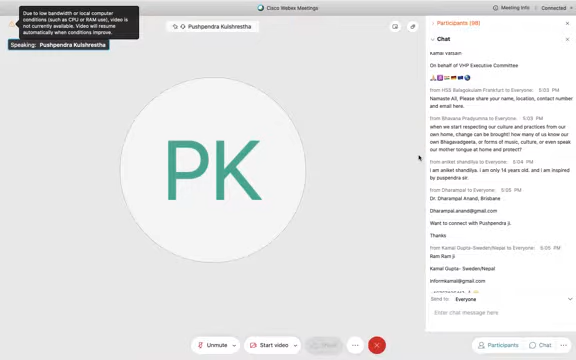 Cisco Webex Meetings
Meeting Info
Connected
Due to low bandwidth or local computer
conditions (such as CPU or RAM use), video is
not currently available. Video will resume
automatically when conditions improve.
Pushpendra Kulshrestha
Speaking: Pushpendra Kulshrestha
PK
Participants (98)
Chat
Kamal Vatsain
On behalf of VHP Executive Committee
from HSS Balagokulam Frankfurt to Everyone: 5:03 PM
Namaste All, Please share your name, location, contact number
and email here.
from Bhavana Pradyumna to Everyone: 5:03 PM
when we start respecting our culture and practices from our
own home, change can be brought! how many of us know our
own Bhagavadgeeta, or forms of music, culture, or even speak
our mother tongue at home and protect?
from aniket shandilya to Everyone: 5:04 PM
i am aniket shandilya. I am only 14 years old. and i am inspired
by puspendra sir
from Dharampal to Everyone: 5:05 PM
Dr. Dharampal Anand, Brisbane
Dharmpal.anand@gmail.com
Want to connect with Pushpendra ji.
Thanks
from Kamal Gupta-Sweden/Nepal to Everyone: 5:05 PM
Ram Ram ji
Kamal Gupta- Sweden/Nepal
informkamal@gmail.com
Send to: Everyone
Enter chat message here
Unmute
Start video
Participants
Chat